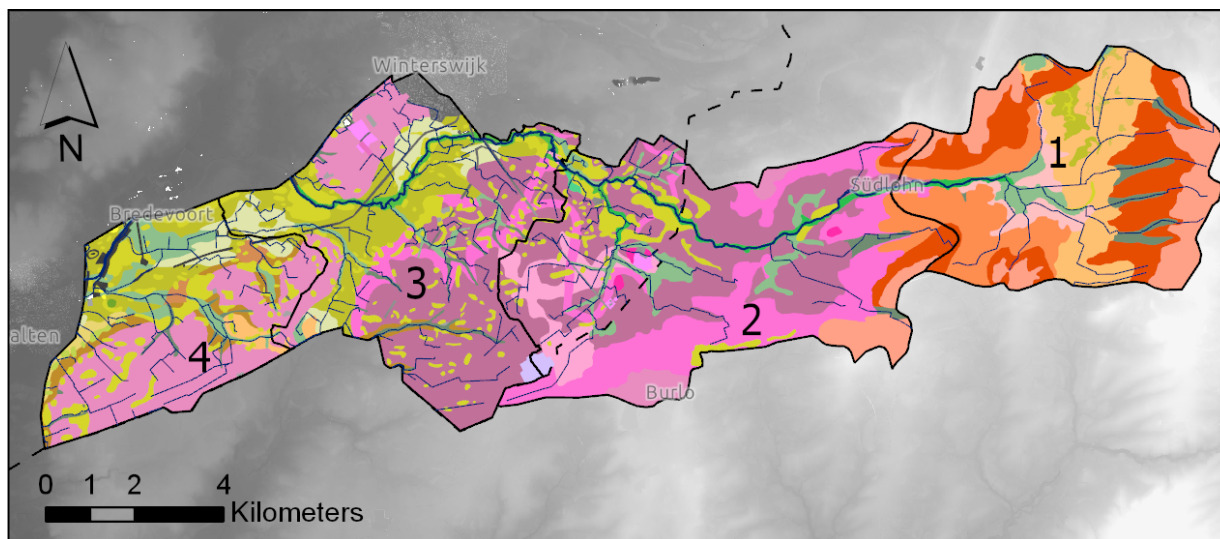 Winterswijk
N
1
Südlohn
Bredevoort
3
2
alten
4
Burlo
0 1 2 4
Kilometers